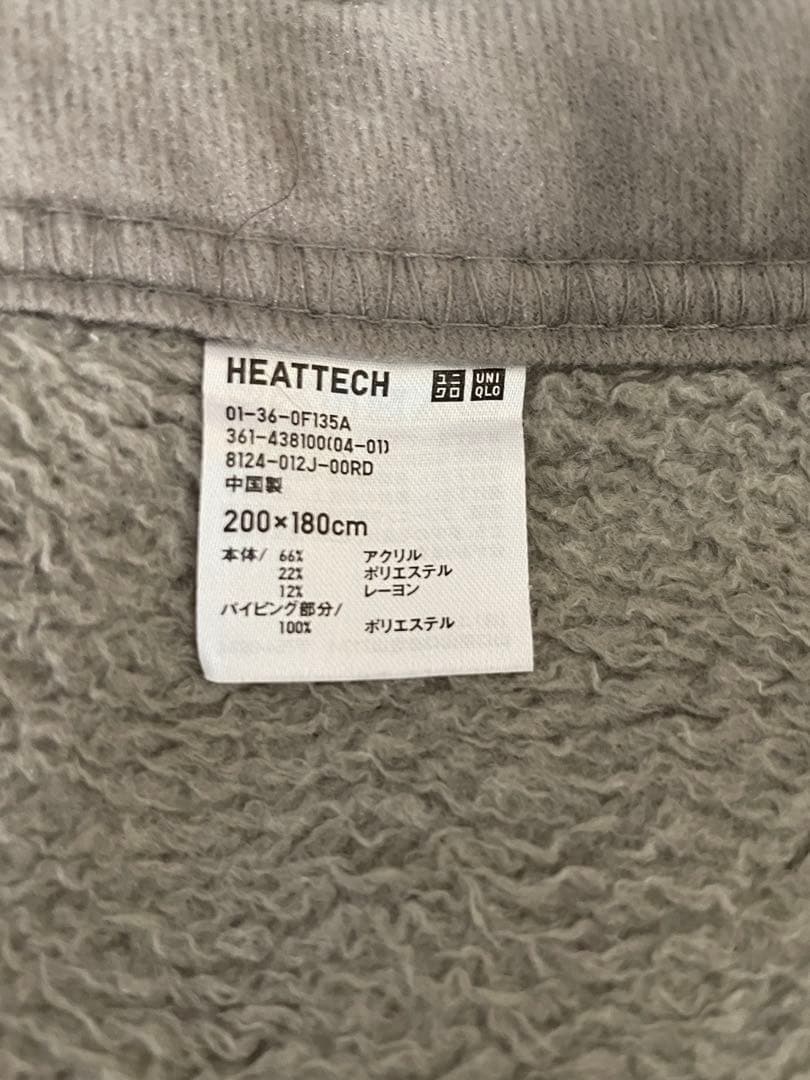 HEATTECH ユニクロ UNIQLO
01-36-0F135A
361-438100(04-01)
8124-012J-00RD
中国製
200×180cm
本体/ 66% アクリル
22% ポリエステル
12% レーヨン
パイピング部分/
100% ポリエステル